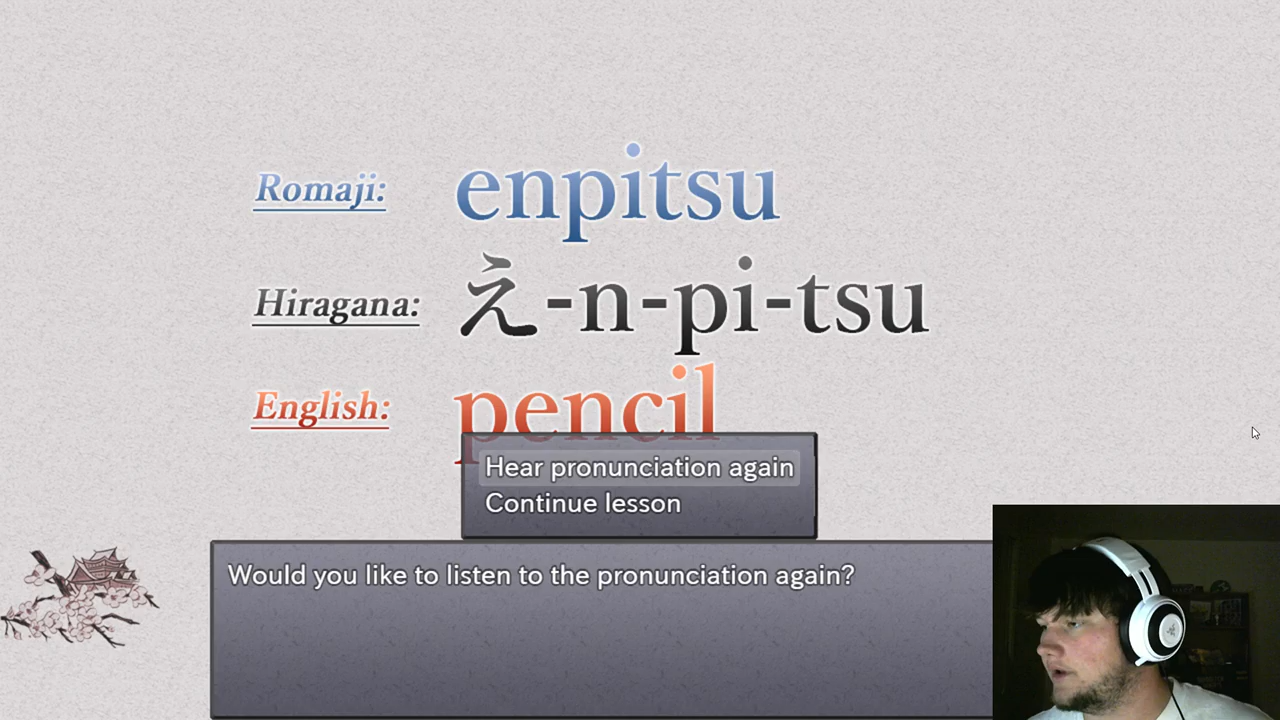 Romaji: enpitsu
Hiragana: え-n-pi-tsu
English: pencil
Hear pronunciation again
Continue lesson
Would you like to listen to the pronunciation again?